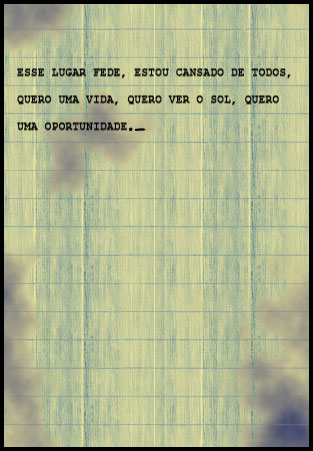 ESSE LUGAR FEDE, ESTOU CANSADO DE TODOS,
QUERO UMA VIDA, QUERO VER O SOL, QUERO
UMA OPORTUNIDADE._